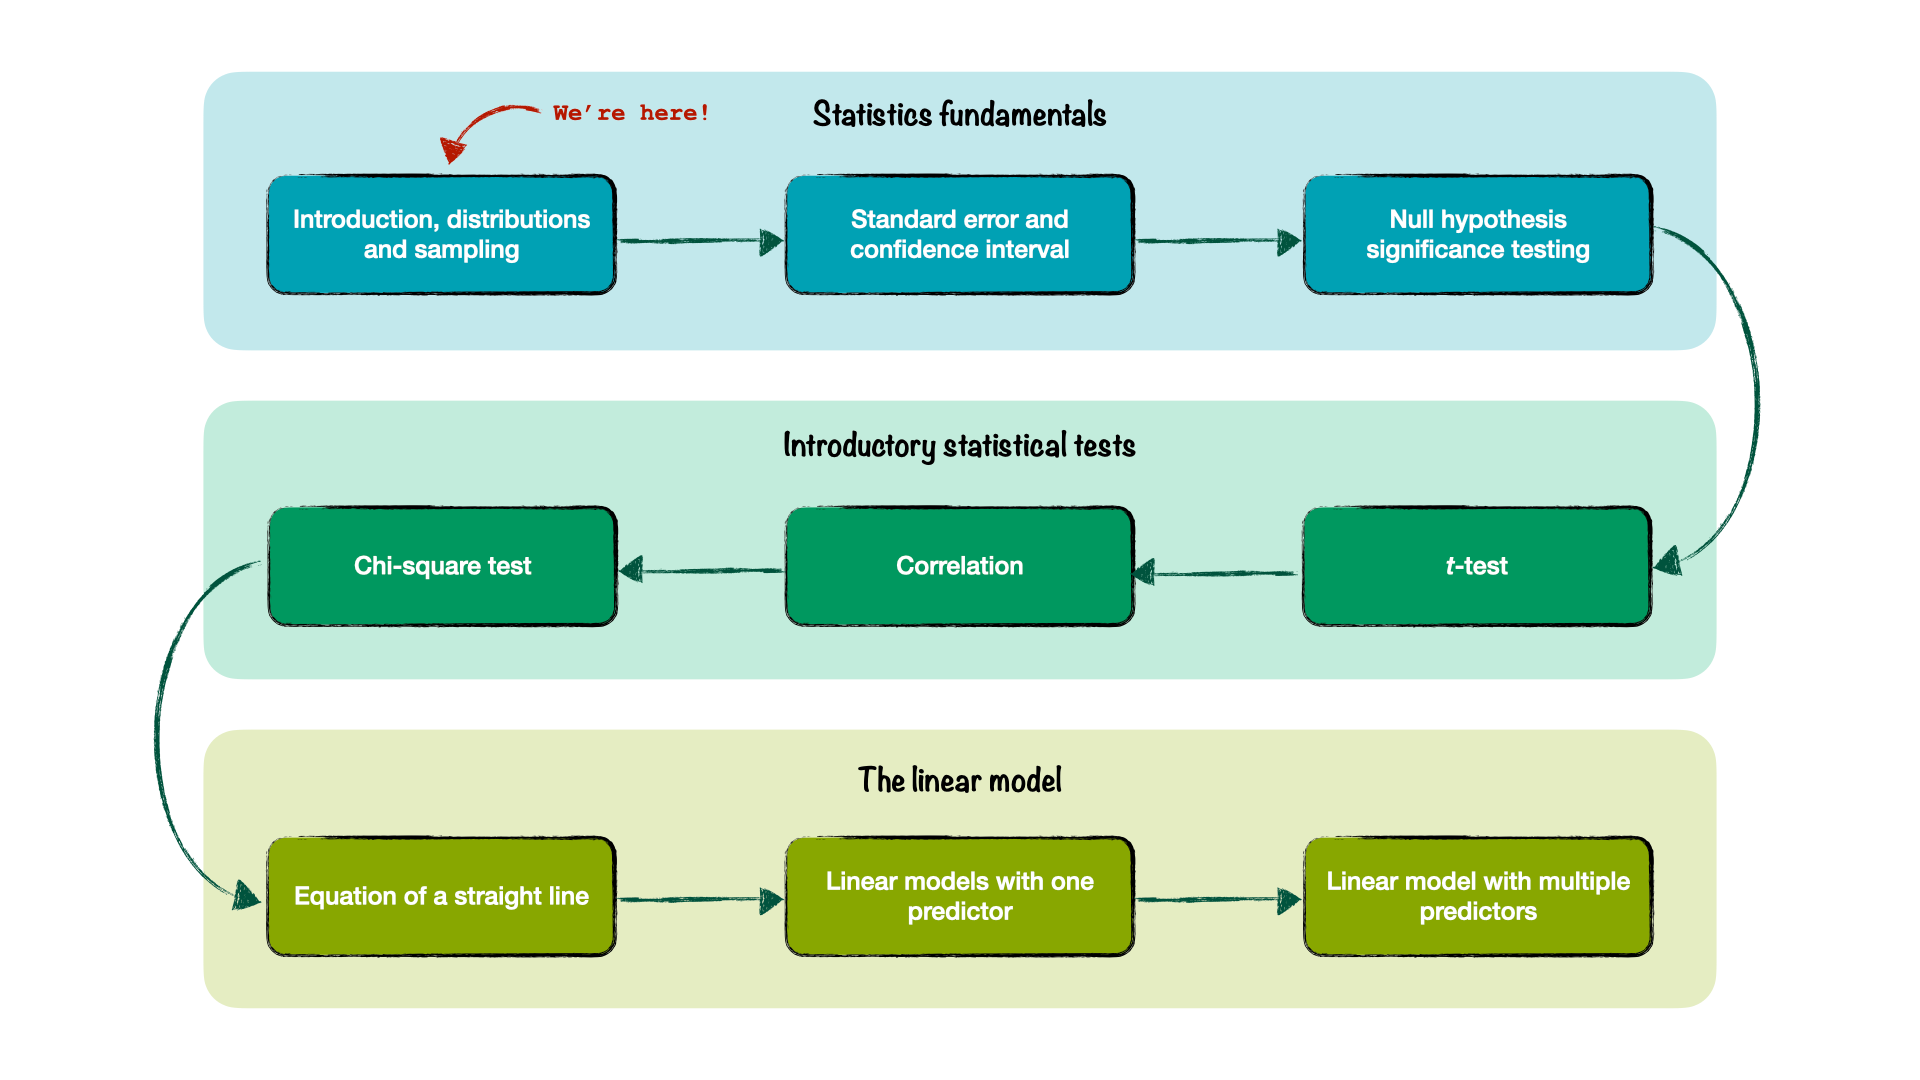 We're here!
Statistics fundamentals
Introduction, distributions
and sampling
Standard error and
confidence interval
Null hypothesis
significance testing
Introductory statistical tests
Chi-square test
Correlation
t-test
The linear model
Equation of a straight line
Linear models with one
predictor
Linear model with multiple
predictors